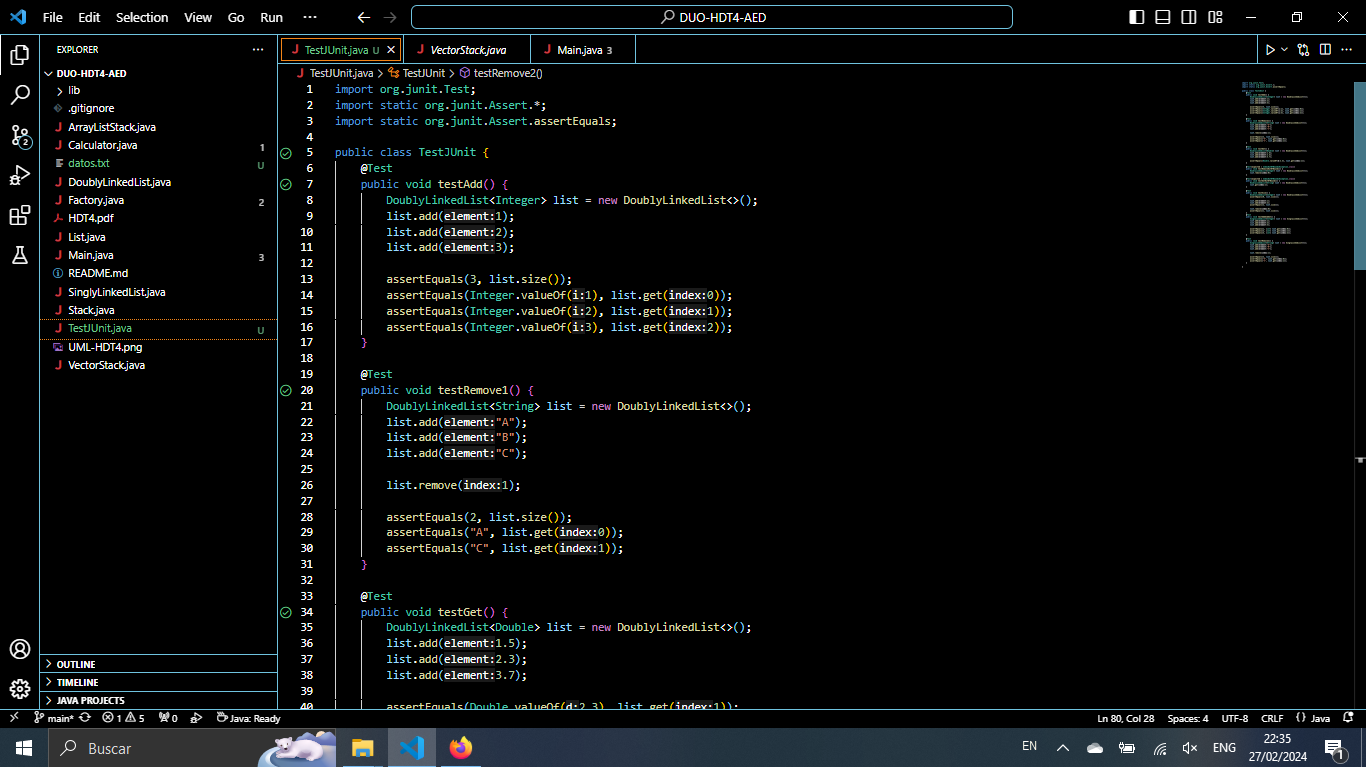 File Edit Selection View Go Run ··· DUO-HDT4-AED
EXPLORER ···
DUO-HDT4-AED
lib
.gitignore
ArrayListStack.java
Calculator.java 1
datos.txt U
DoublyLinkedList.java
Factory.java 2
HDT4.pdf
List.java
Main.java 3
README.md
SinglyLinkedList.java
Stack.java
TestJUnit.java U
UML-HDT4.png
VectorStack.java
OUTLINE
TIMELINE
JAVA PROJECTS
2
TestJUnit.java U VectorStack.java Main.java 3
TestJUnit.java > TestJUnit > testRemove2()
1 import org.junit.Test;
2 import static org.junit.Assert.*;
3 import static org.junit.Assert.assertEquals;
4
5 public class TestJUnit {
6 @Test
7 public void testAdd() {
8 DoublyLinkedList<Integer> list = new DoublyLinkedList<>();
9 list.add(element:1);
10 list.add(element:2);
11 list.add(element:3);
12
13 assertEquals(3, list.size());
14 assertEquals(Integer.valueOf(i:1), list.get(index:0));
15 assertEquals(Integer.valueOf(i:2), list.get(index:1));
16 assertEquals(Integer.valueOf(i:3), list.get(index:2));
17 }
18
19 @Test
20 public void testRemove1() {
21 DoublyLinkedList<String> list = new DoublyLinkedList<>();
22 list.add(element:"A");
23 list.add(element:"B");
24 list.add(element:"C");
25
26 list.remove(index:1);
27
28 assertEquals(2, list.size());
29 assertEquals("A", list.get(index:0));
30 assertEquals("C", list.get(index:1));
31 }
32
33 @Test
34 public void testGet() {
35 DoublyLinkedList<Double> list = new DoublyLinkedList<>();
36 list.add(element:1.5);
37 list.add(element:2.3);
38 list.add(element:3.7);
39
40 assertEquals(Double.valueOf(d:2.3), list.get(index:1));
main* 1 5 0 Java: Ready Ln 80, Col 28 Spaces: 4 UTF-8 CRLF {} Java
Buscar EN ENG 22:35
27/02/2024 1